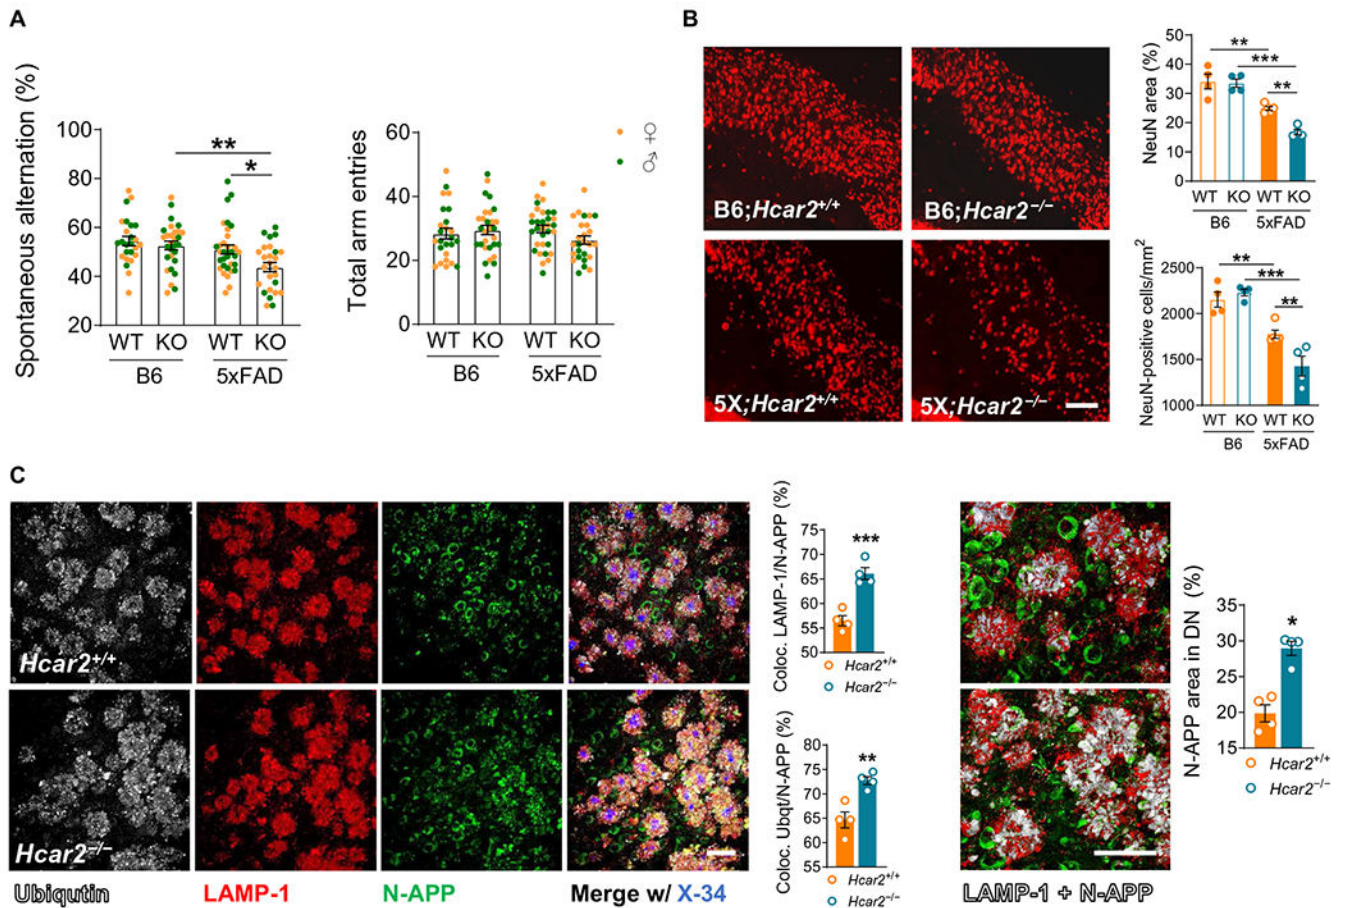 A
Spontaneous alternation (%)
100
80
60
40
20
**
*
WT KO WT KO
B6 5xFAD
Total arm entries
60
40
20
0
WT KO WT KO
B6 5xFAD
♀
♂
B
B6;Hcar2+/+
B6;Hcar2−/−
5X;Hcar2+/+
5X;Hcar2−/−
NeuN area (%)
50
40
30
20
10
0
**
***
**
WT KO WT KO
B6 5xFAD
NeuN-positive cells/mm²
2500
2000
1500
1000
**
***
**
WT KO WT KO
B6 5xFAD
C
Hcar2+/+
Hcar2−/−
Ubiqutin
LAMP-1
N-APP
Merge w/ X-34
Coloc. LAMP-1/N-APP (%)
75
70
65
60
55
50
***
Hcar2+/+
Hcar2−/−
Coloc. Ubqt/N-APP (%)
80
75
70
65
60
55
**
Hcar2+/+
Hcar2−/−
LAMP-1 + N-APP
N-APP area in DN (%)
35
30
25
20
15
*
Hcar2+/+
Hcar2−/−